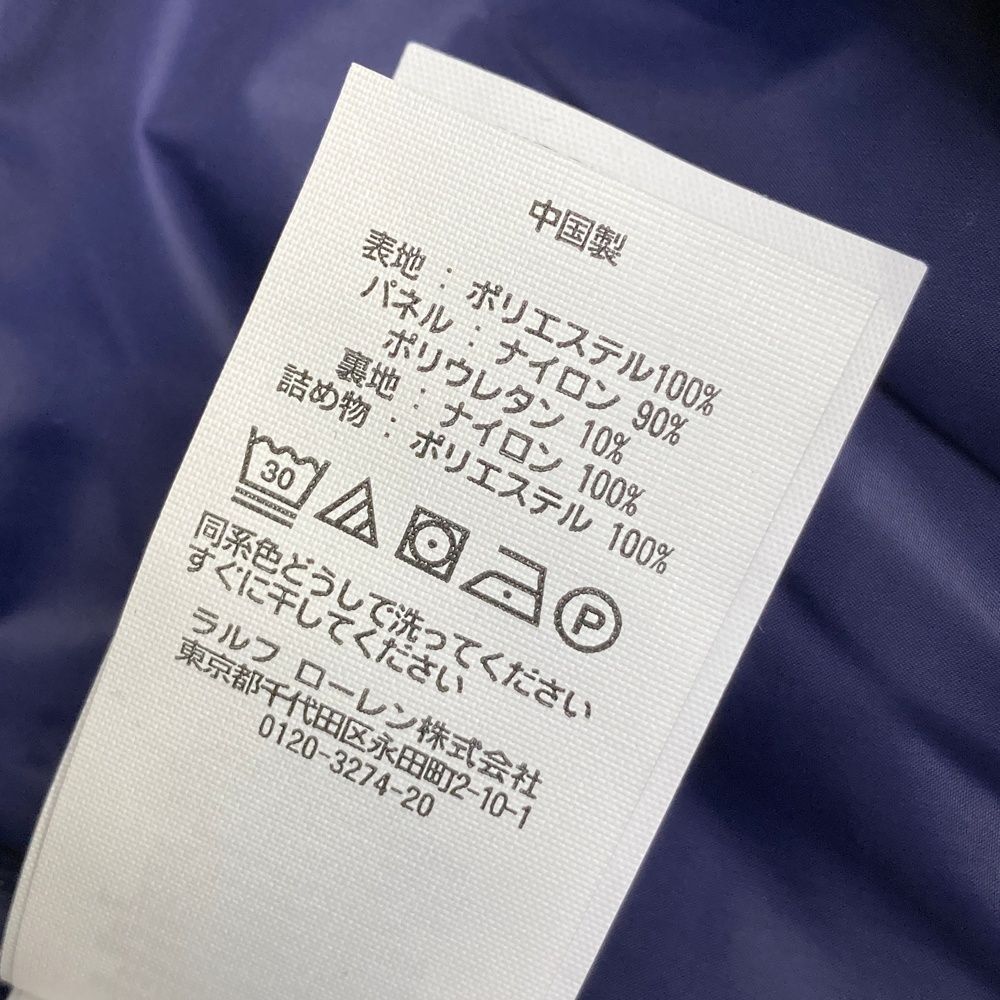 中国製
表地 : ポリエステル100%
パネル : ナイロン 90%
ポリウレタン 10%
裏地 : ナイロン 100%
詰め物 : ポリエステル 100%
30
P
同系色どうしで洗ってください
すぐに干してください
ラルフ ローレン株式会社
東京都千代田区永田町2-10-1
0120-3274-20